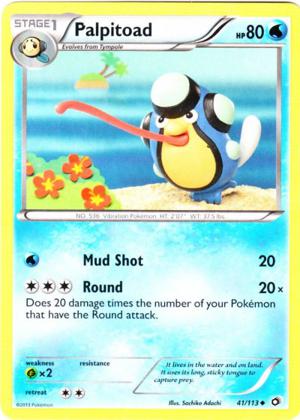 STAGE1
Palpitoad
HP 80
Evolves from Tympole
NO. 536 Vibration Pokémon HT. 2'07" WT. 37.5 lbs.
Mud Shot 20
Round 20×
Does 20 damage times the number of your Pokémon
that have the Round attack.
weakness
resistance
×2
retreat
It lives in the water and on land.
It uses its long, sticky tongue to
capture prey.
©2013 Pokémon
Illus. Sachiko Adachi
41/113